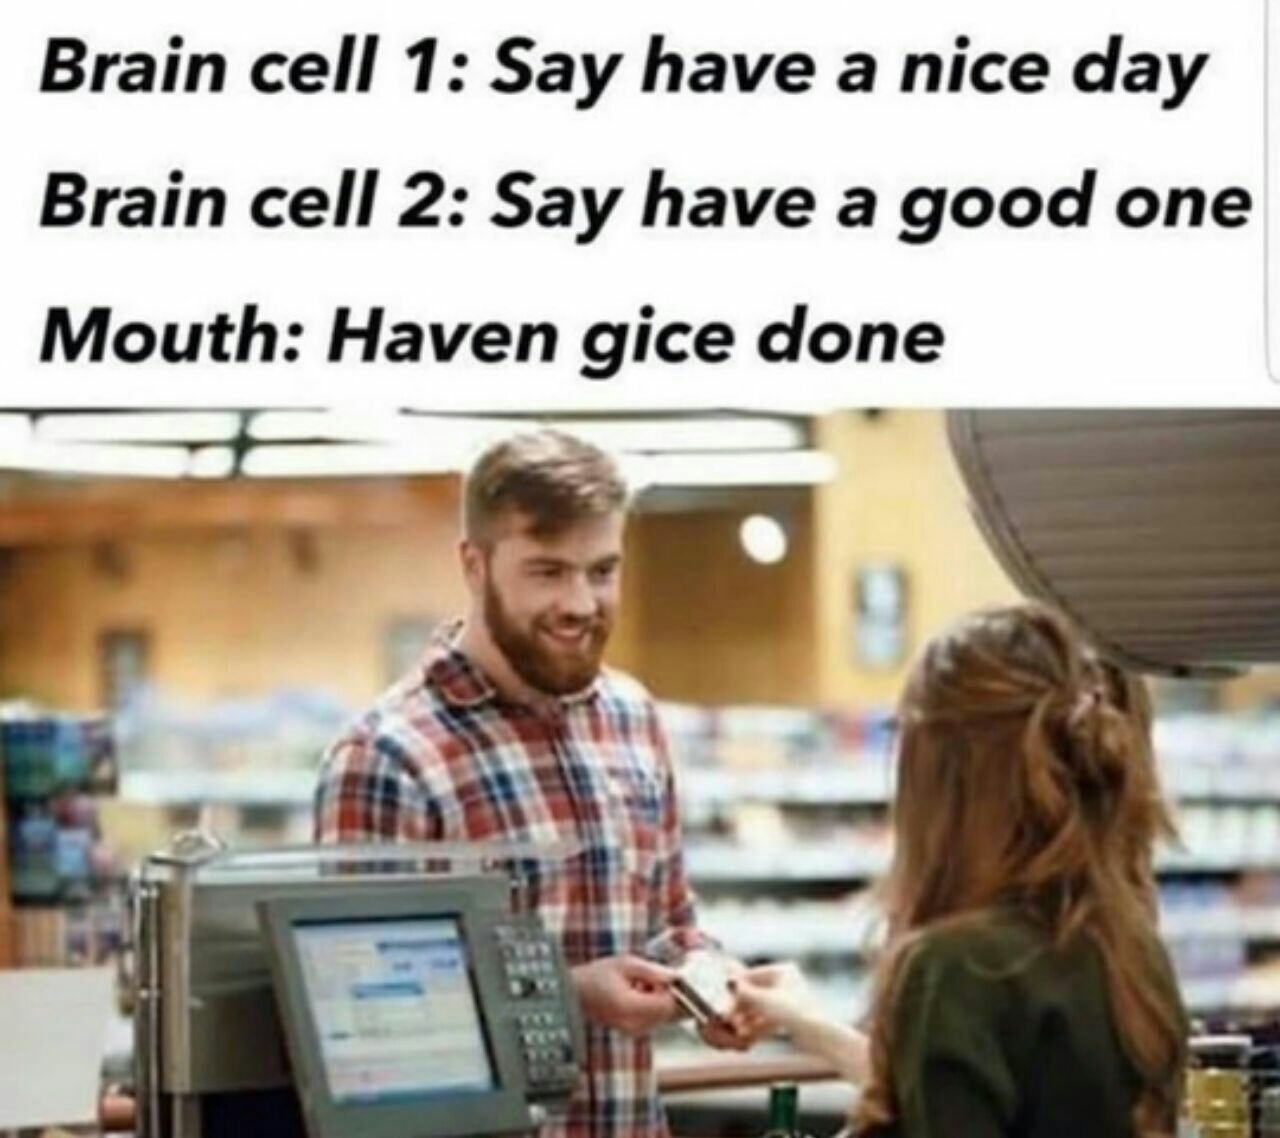 Brain cell 1: Say have a nice day
Brain cell 2: Say have a good one
Mouth: Haven gice done